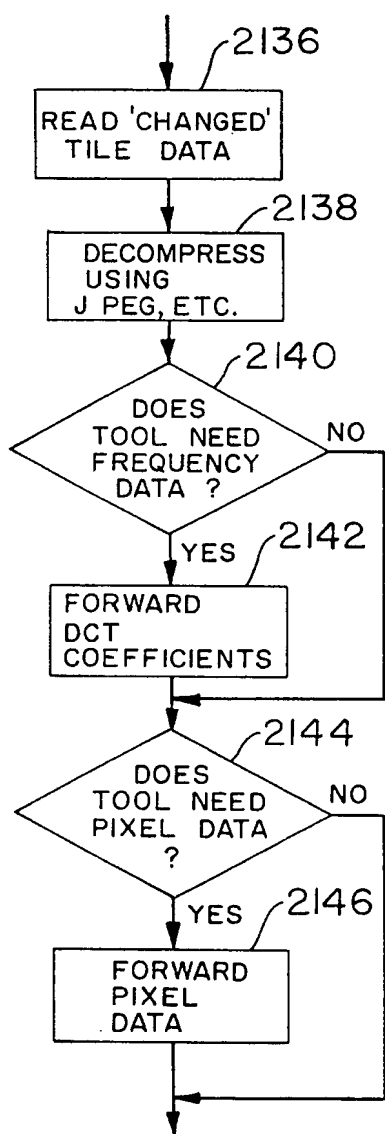 2136
READ 'CHANGED'
TILE DATA
2138
DECOMPRESS
USING
J PEG, ETC.
2140
DOES
TOOL NEED
FREQUENCY
DATA ?
NO
YES
2142
FORWARD
DCT
COEFFICIENTS
2144
DOES
TOOL NEED
PIXEL DATA
?
NO
YES
2146
FORWARD
PIXEL
DATA